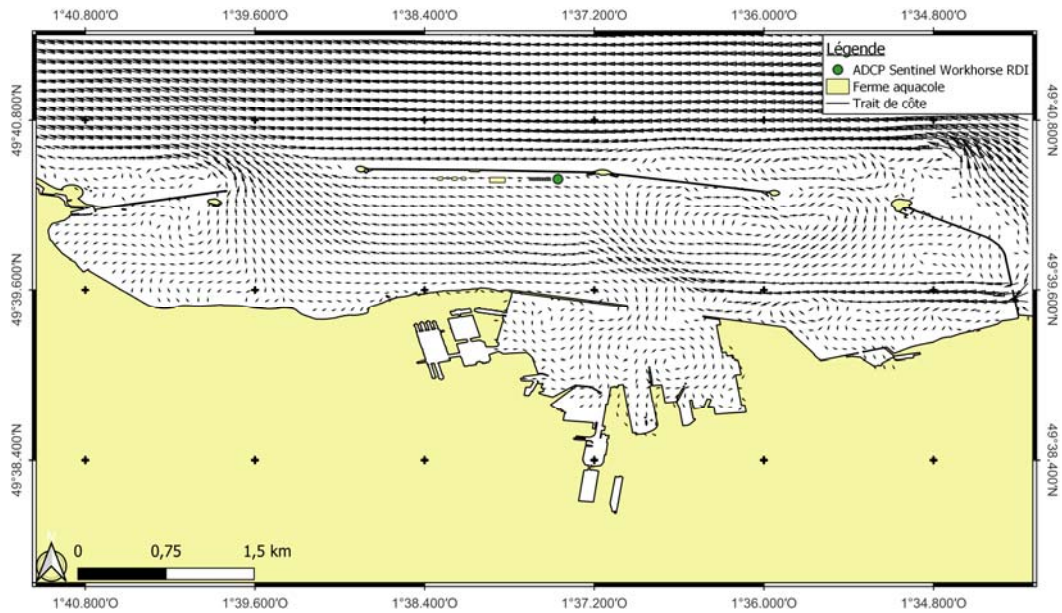 1°40.800'O 1°39.600'O 1°38.400'O 1°37.200'O 1°36.000'O 1°34.800'O
Légende
ADCP Sentinel Workhorse RDI
Ferme aquacole
Trait de côte
49°40.800'N 49°40.800'N
49°39.600'N 49°39.600'N
49°38.400'N 49°38.400'N
N
0 0,75 1,5 km
1°40.800'O 1°39.600'O 1°38.400'O 1°37.200'O 1°36.000'O 1°34.800'O